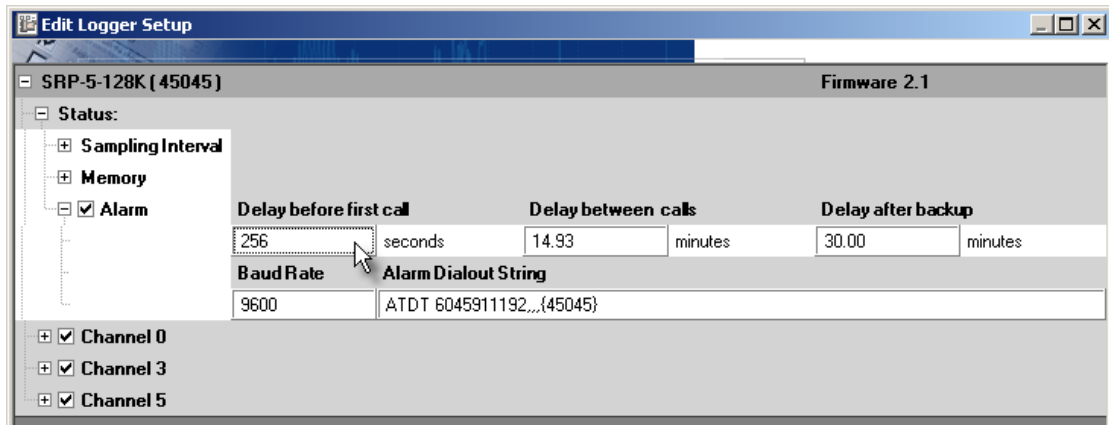 Edit Logger Setup
SRP-5-128K (45045) Firmware 2.1
Status:
Sampling Interval
Memory
Alarm Delay before first call Delay between calls Delay after backup
256 seconds 14.93 minutes 30.00 minutes
Baud Rate Alarm Dialout String
9600 ATDT 6045911192,,,{45045}
Channel 0
Channel 3
Channel 5